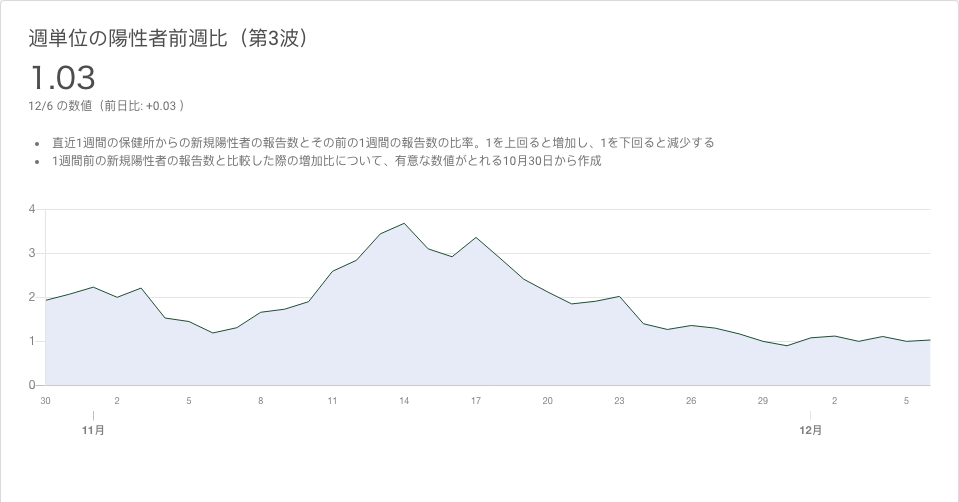 週単位の陽性者前週比（第3波）
1.03
12/6 の数値（前日比: +0.03 ）
• 直近1週間の保健所からの新規陽性者の報告数とその前の1週間の報告数の比率。1を上回ると増加し、1を下回ると減少する
• 1週間前の新規陽性者の報告数と比較した際の増加比について、有意な数値がとれる10月30日から作成
4
3
2
1
0
30 2 5 8 11 14 17 20 23 26 29 2 5
11月 12月